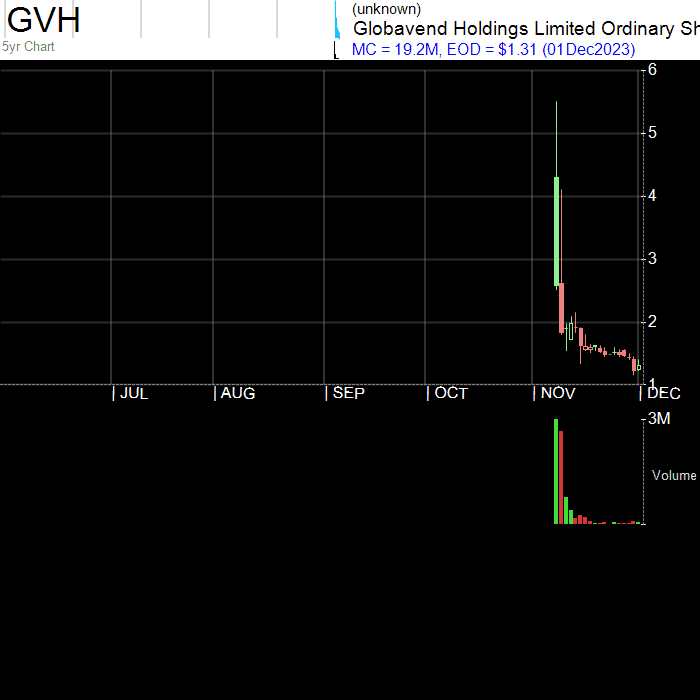 GVH
5yr Chart
(unknown)
Globavend Holdings Limited Ordinary Sh
MC = 19.2M, EOD = $1.31 (01Dec2023)
6
5
4
3
2
1
| JUL | AUG | SEP | OCT | NOV | DEC
3M
Volume